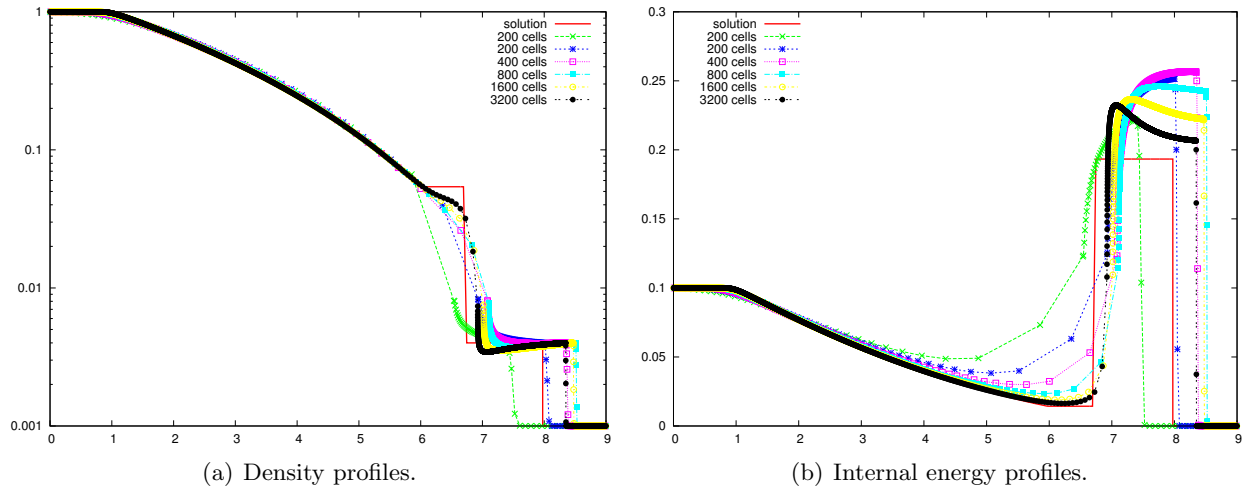 1
0.1
0.01
0.001
0 1 2 3 4 5 6 7 8 9
solution
200 cells
200 cells
400 cells
800 cells
1600 cells
3200 cells
(a) Density profiles.
0.3
0.25
0.2
0.15
0.1
0.05
0
0 1 2 3 4 5 6 7 8 9
solution
200 cells
200 cells
400 cells
800 cells
1600 cells
3200 cells
(b) Internal energy profiles.